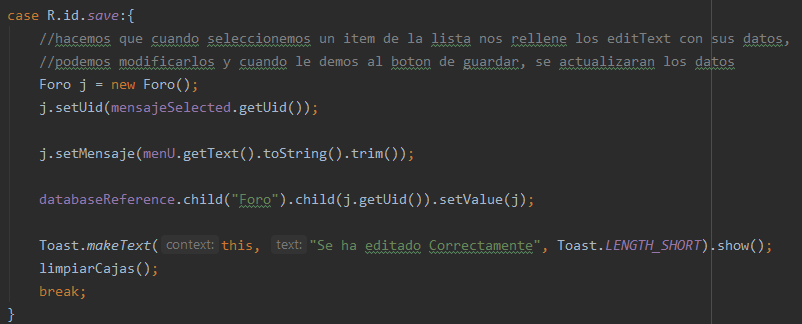 case R.id.save:{
//hacemos que cuando seleccionemos un item de la lista nos rellene los editText con sus datos,
//podemos modificarlos y cuando le demos al boton de guardar, se actualizaran los datos
Foro j = new Foro();
j.setUid(mensajeSelected.getUid());
j.setMensaje(menU.getText().toString().trim());
databaseReference.child("Foro").child(j.getUid()).setValue(j);
Toast.makeText( context: this, text: "Se ha editado Correctamente", Toast.LENGTH_SHORT).show();
limpiarCajas();
break;
}